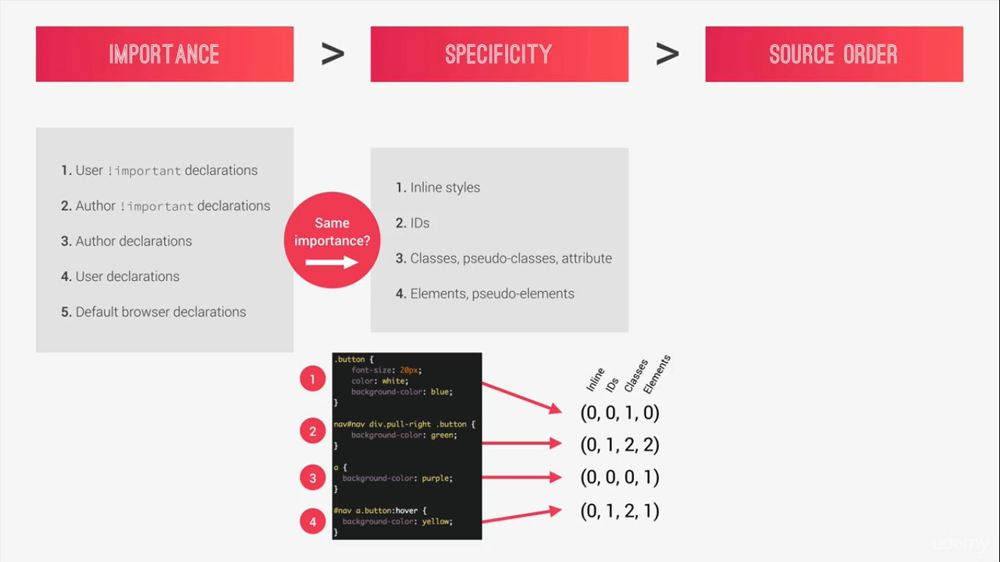 IMPORTANCE > SPECIFICITY > SOURCE ORDER
1. User !important declarations
2. Author !important declarations
3. Author declarations
4. User declarations
5. Default browser declarations
Same
importance?
1. Inline styles
2. IDs
3. Classes, pseudo-classes, attribute
4. Elements, pseudo-elements
1
.button {
font-size: 20px;
color: white;
background-color: blue;
}
2
nav#nav div.pull-right .button {
background-color: green;
}
3
a {
background-color: purple;
}
4
#nav a.button:hover {
background-color: yellow;
}
Inline
IDs
Classes
Elements
(0, 0, 1, 0)
(0, 1, 2, 2)
(0, 0, 0, 1)
(0, 1, 2, 1)
udemy